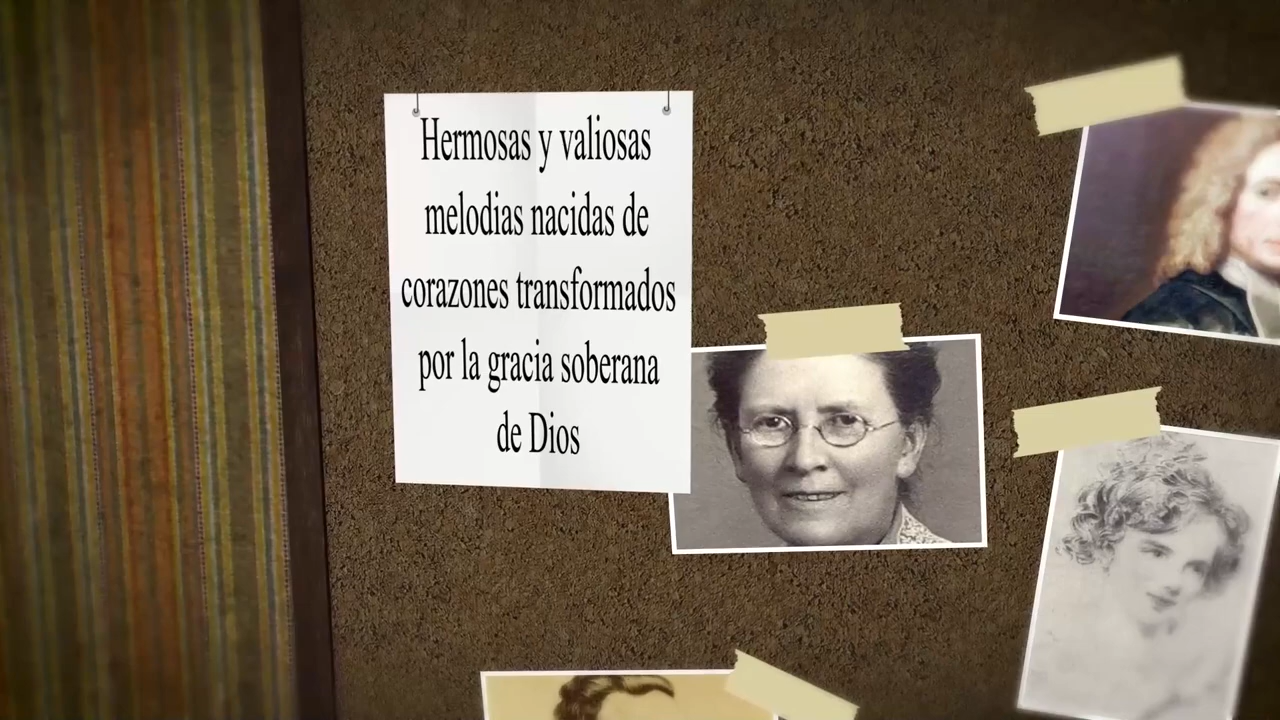 Hermosas y valiosas
melodias nacidas de
corazones transformados
por la gracia soberana
de Dios